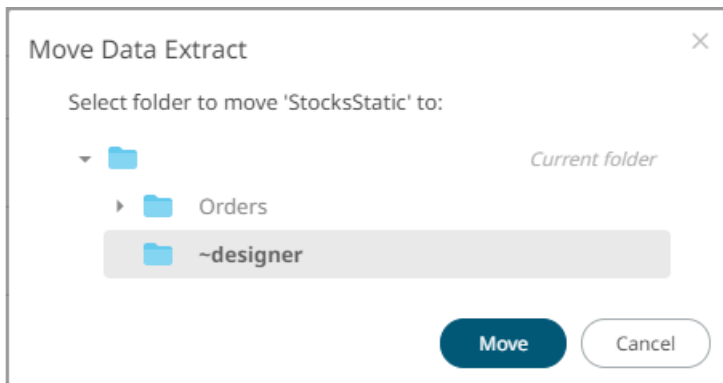 Move Data Extract
Select folder to move 'StocksStatic' to:
Current folder
Orders
~designer
Move Cancel